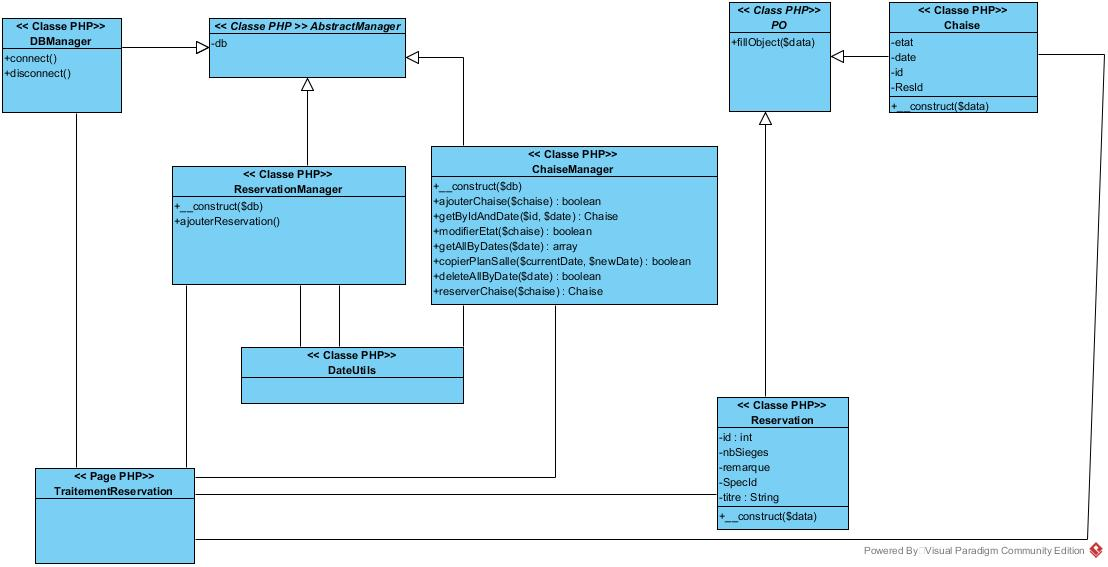 << Classe PHP>>
DBManager
+connect()
+disconnect()
<< Classe PHP >> AbstractManager
-db
<< Class PHP>>
PO
+fillObject($data)
<< Classe PHP>>
Chaise
-etat
-date
-id
-ResId
+__construct($data)
<< Classe PHP>>
ReservationManager
+__construct($db)
+ajouterReservation()
<< Classe PHP>>
ChaiseManager
+__construct($db)
+ajouterChaise($chaise) : boolean
+getByIdAndDate($id, $date) : Chaise
+modifierEtat($chaise) : boolean
+getAllByDates($date) : array
+copierPlanSalle($currentDate, $newDate) : boolean
+deleteAllByDate($date) : boolean
+reserverChaise($chaise) : Chaise
<< Classe PHP>>
DateUtils
<< Classe PHP>>
Reservation
-id : int
-nbSieges
-remarque
-SpecId
-titre : String
+__construct($data)
<< Page PHP>>
TraitementReservation
Powered By Visual Paradigm Community Edition